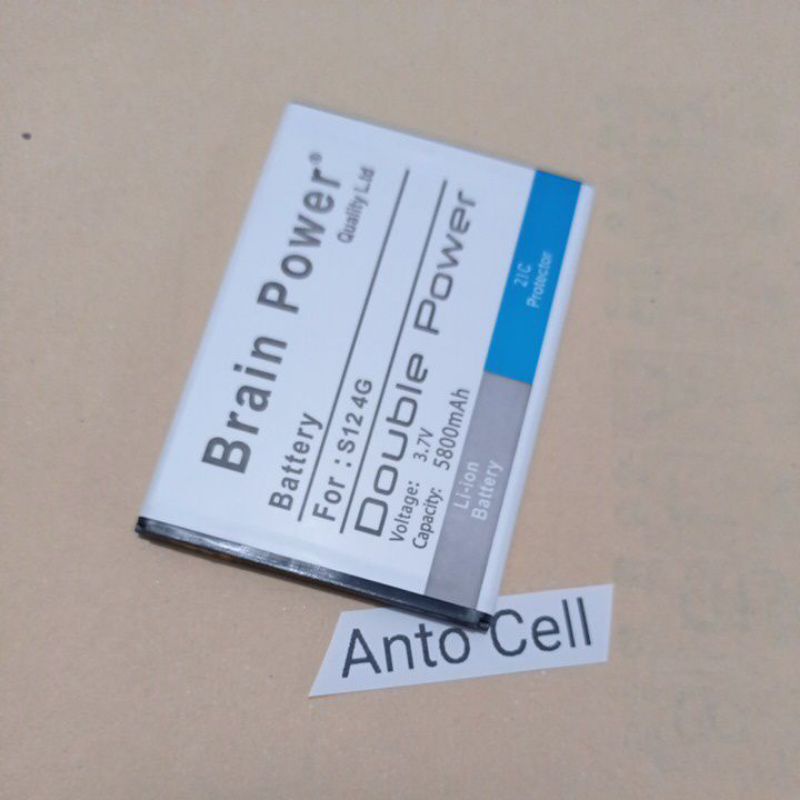 Brain Power®
Quality L.td
Battery
For : S12 4G
Double Power
Voltage: 3.7V
Capacity: 5800mAh
Li-ion
Battery
2IC
Protector
Anto Cell